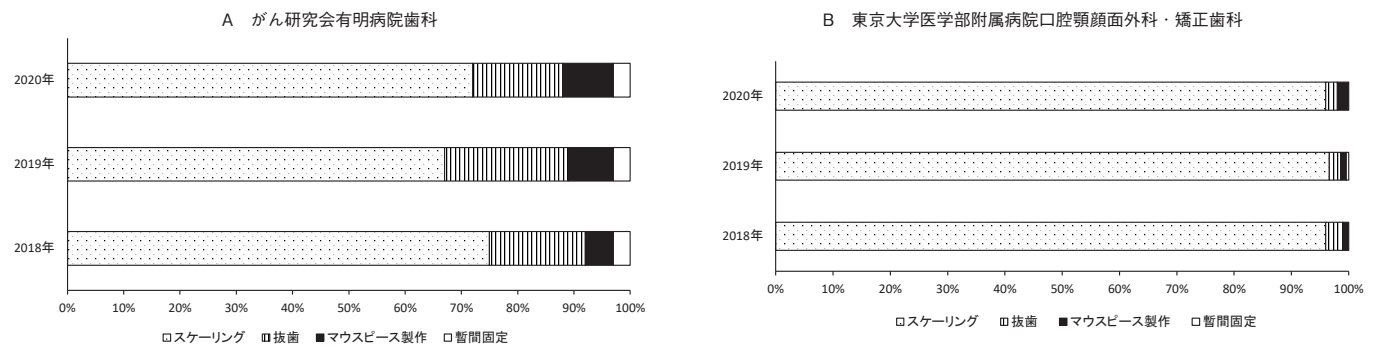 A がん研究会有明病院歯科
2020年
2019年
2018年
0% 10% 20% 30% 40% 50% 60% 70% 80% 90% 100%
スケーリング 抜歯 マウスピース製作 暫間固定
B 東京大学医学部附属病院口腔顎顔面外科・矯正歯科
2020年
2019年
2018年
0% 10% 20% 30% 40% 50% 60% 70% 80% 90% 100%
スケーリング 抜歯 マウスピース製作 暫間固定